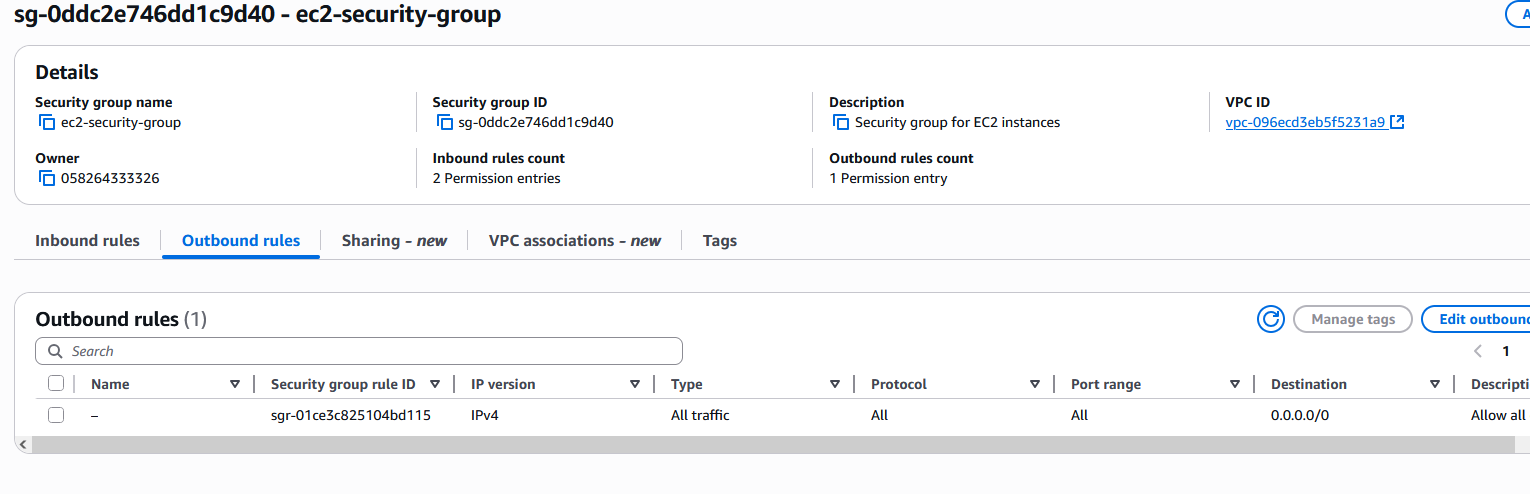 sg-0ddc2e746dd1c9d40 - ec2-security-group
A
Details
Security group name
ec2-security-group
Security group ID
sg-0ddc2e746dd1c9d40
Description
Security group for EC2 instances
VPC ID
vpc-096ecd3eb5f5231a9
Owner
058264333326
Inbound rules count
2 Permission entries
Outbound rules count
1 Permission entry
Inbound rules
Outbound rules
Sharing - new
VPC associations - new
Tags
Outbound rules (1)
Manage tags
Edit outbound
Search
1
Name
Security group rule ID
IP version
Type
Protocol
Port range
Destination
Descripti
–
sgr-01ce3c825104bd115
IPv4
All traffic
All
All
0.0.0.0/0
Allow all